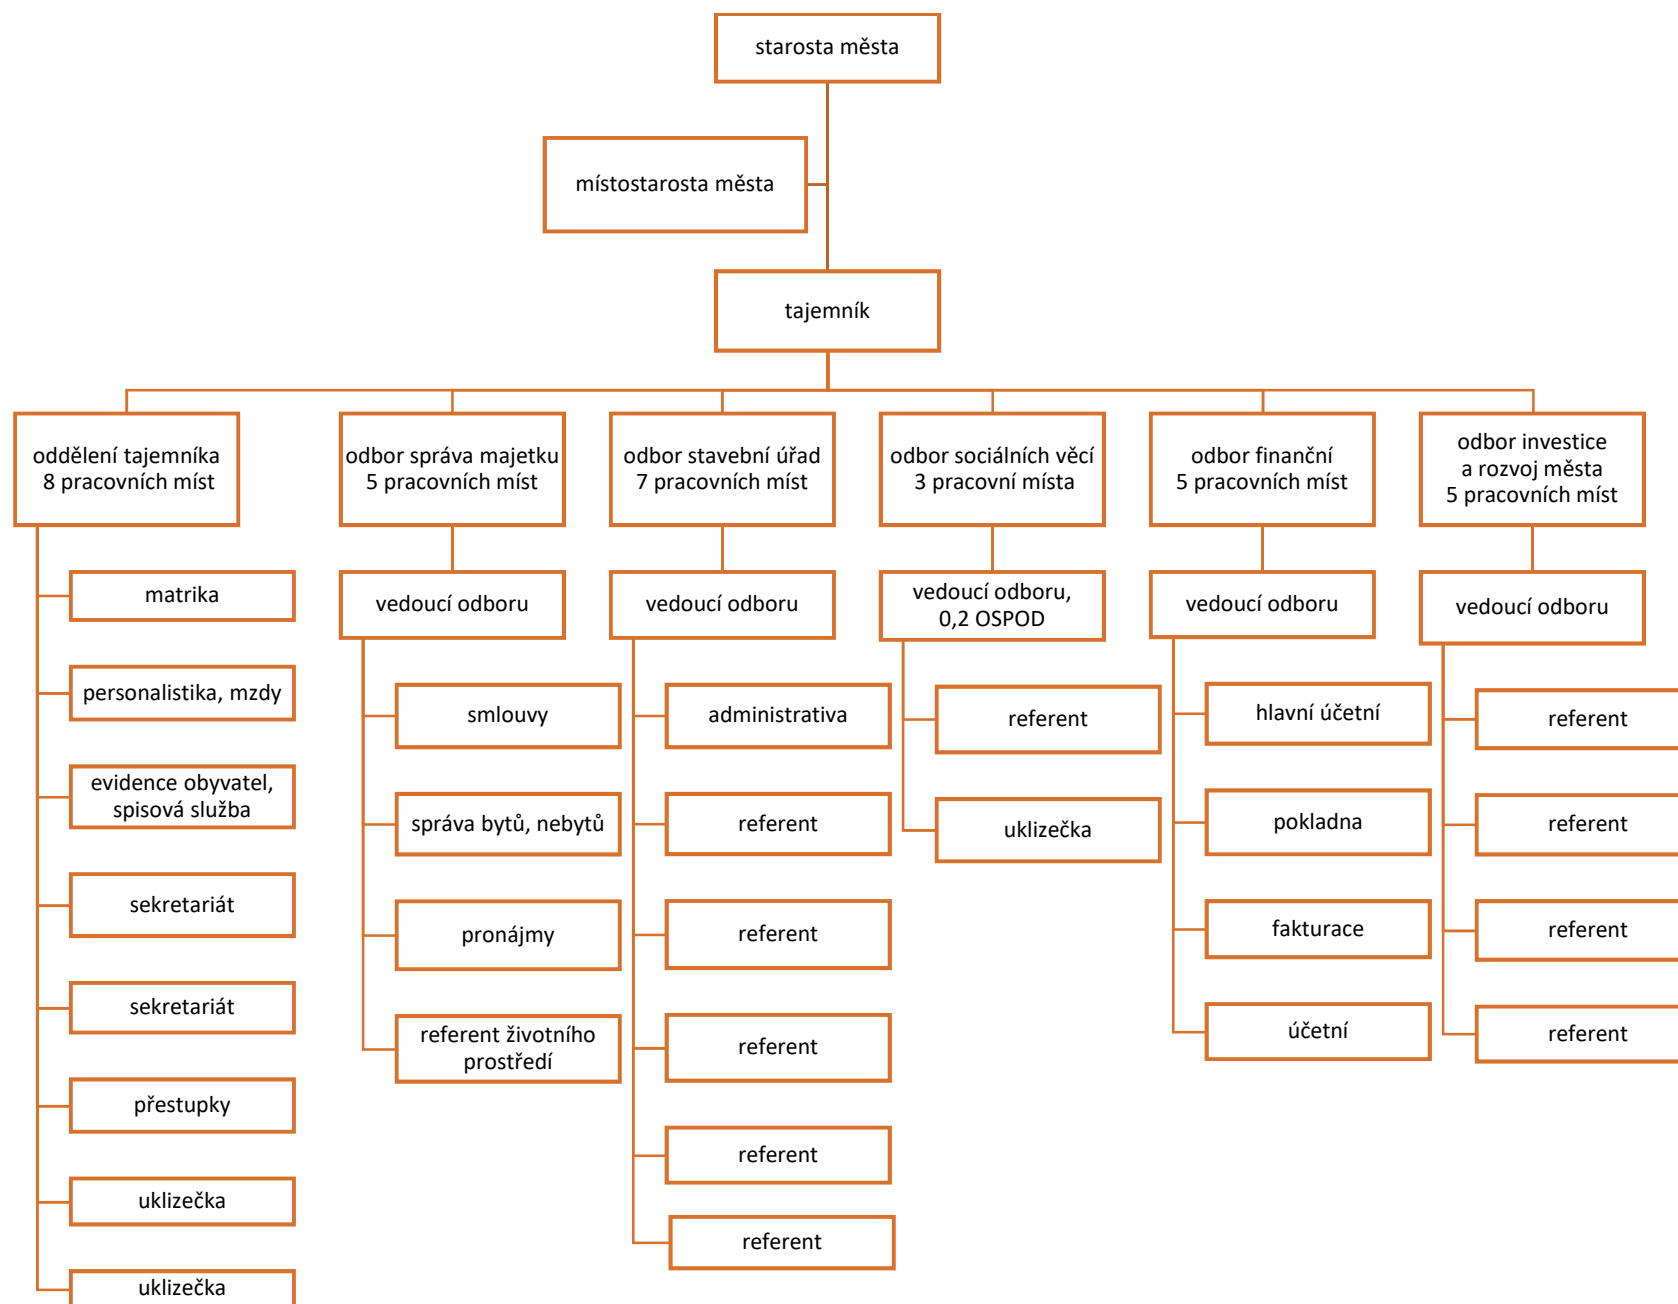 starosta města
místostarosta města
tajemník
oddělení tajemníka
8 pracovních míst
matrika
personalistika, mzdy
evidence obyvatel,
spisová služba
sekretariát
sekretariát
přestupky
uklizečka
uklizečka
odbor správa majetku
5 pracovních míst
vedoucí odboru
smlouvy
správa bytů, nebytů
pronájmy
referent životního
prostředí
odbor stavební úřad
7 pracovních míst
vedoucí odboru
administrativa
referent
referent
referent
referent
referent
odbor sociálních věcí
3 pracovní místa
vedoucí odboru,
0,2 OSPOD
referent
uklizečka
odbor finanční
5 pracovních míst
vedoucí odboru
hlavní účetní
pokladna
fakturace
účetní
odbor investice
a rozvoj města
5 pracovních míst
vedoucí odboru
referent
referent
referent
referent